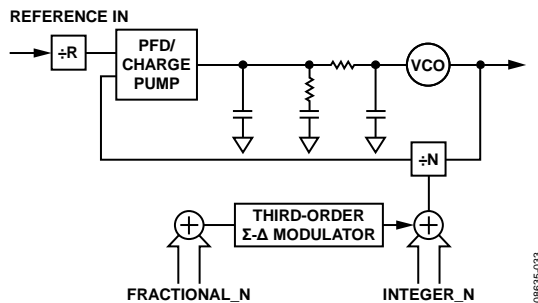 REFERENCE IN
÷R
PFD/
CHARGE
PUMP
VCO
÷N
THIRD-ORDER
Σ-Δ MODULATOR
FRACTIONAL_N
INTEGER_N
08635-033